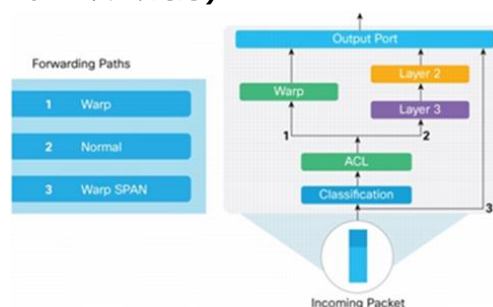 Forwarding Paths
1 Warp
2 Normal
3 Warp SPAN
Output Port
Layer 2
Warp
Layer 3
1
2
ACL
Classification
3
Incoming Packet